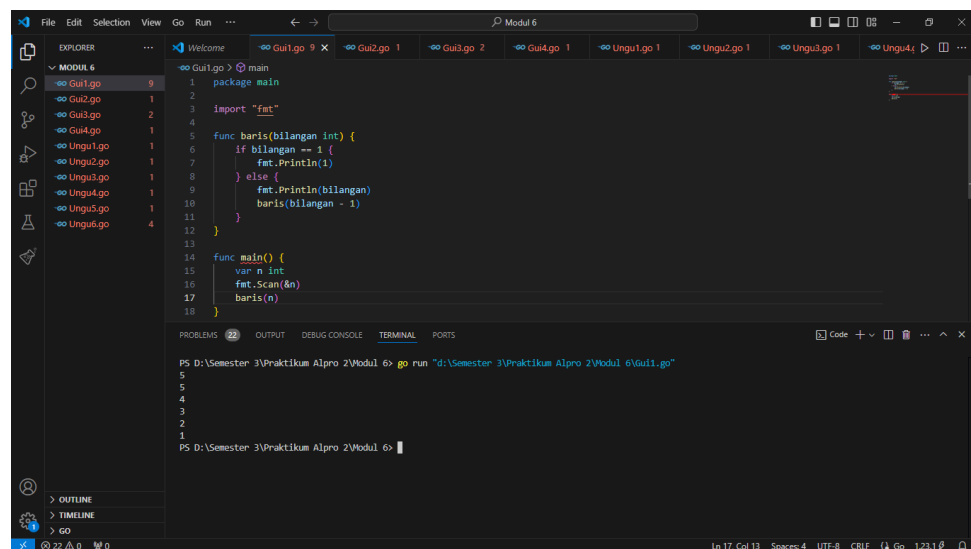 File Edit Selection View Go Run ··· Modul 6
EXPLORER ···
MODUL 6
Gui1.go 9
Gui2.go 1
Gui3.go 2
Gui4.go 1
Ungu1.go 1
Ungu2.go 1
Ungu3.go 1
Ungu4.go 1
Ungu5.go 1
Ungu6.go 4
OUTLINE
TIMELINE
GO
Welcome Gui1.go 9 Gui2.go 1 Gui3.go 2 Gui4.go 1 Ungu1.go 1 Ungu2.go 1 Ungu3.go 1 Ungu4.g ···
Gui1.go > main
1 package main
2
3 import "fmt"
4
5 func baris(bilangan int) {
6 if bilangan == 1 {
7 fmt.Println(1)
8 } else {
9 fmt.Println(bilangan)
10 baris(bilangan - 1)
11 }
12 }
13
14 func main() {
15 var n int
16 fmt.Scan(&n)
17 baris(n)
18 }
PROBLEMS 22 OUTPUT DEBUG CONSOLE TERMINAL PORTS Code
PS D:\Semester 3\Praktikum Alpro 2\Modul 6> go run "d:\Semester 3\Praktikum Alpro 2\Modul 6\Gui1.go"
5
5
4
3
2
1
PS D:\Semester 3\Praktikum Alpro 2\Modul 6>
1
22 0 0 Ln 17, Col 13 Spaces: 4 UTF-8 CRLF Go 1.23.1